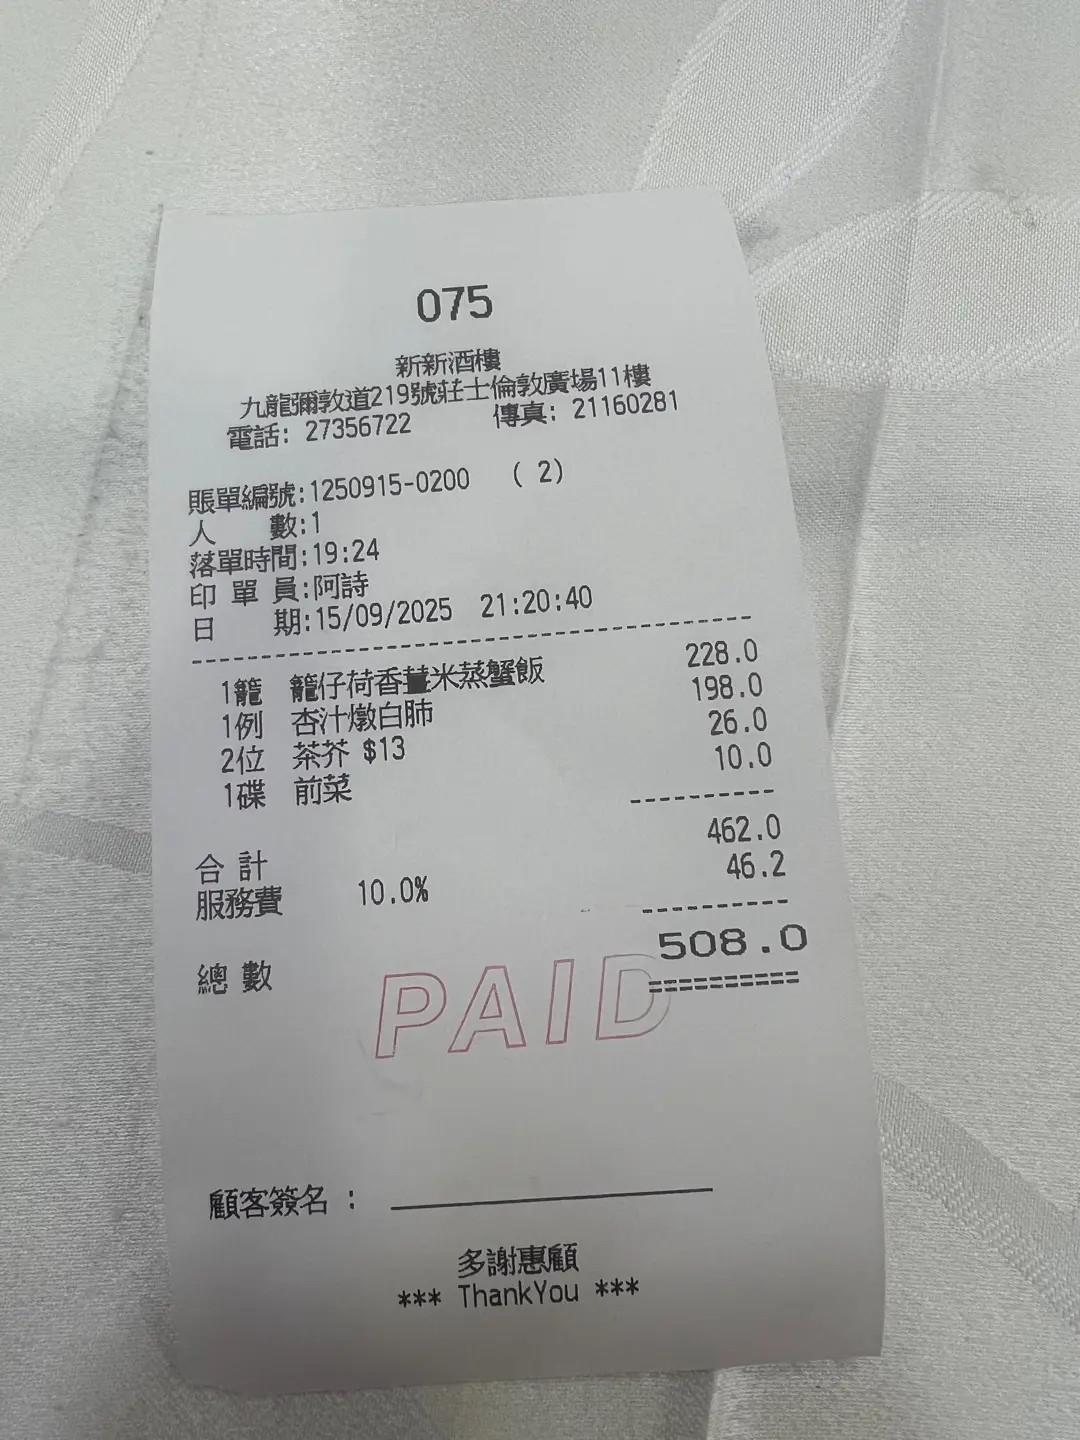 075
新新酒樓
九龍彌敦道219號莊士倫敦廣場11樓
電話: 27356722 傳真: 21160281
賬單編號:1250915-0200 ( 2)
人 數:1
落單時間:19:24
印單員:阿詩
日 期:15/09/2025 21:20:40
1籠 籠仔荷香薑米蒸蟹飯 228.0
1例 杏汁燉白肺 198.0
2位 茶芥 $13 26.0
1碟 前菜 10.0
合計 462.0
服務費 10.0% 46.2
總數 508.0
PAID
顧客簽名 :
多謝惠顧
*** ThankYou ***